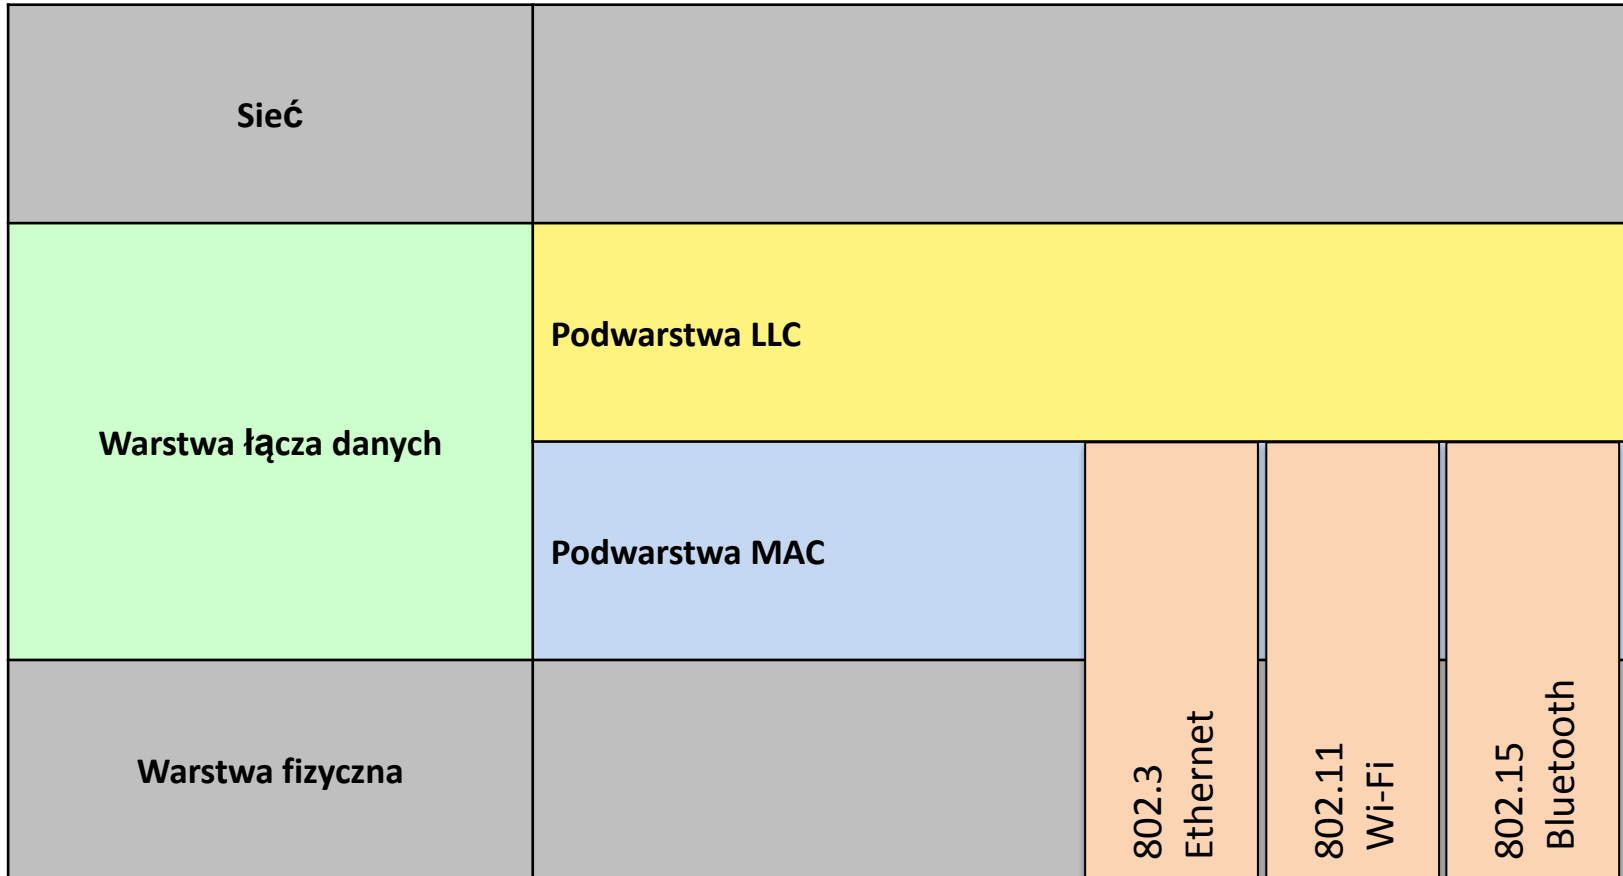 Sieć
Podwarstwa LLC
Warstwa łącza danych
Podwarstwa MAC
Warstwa fizyczna
802.3
Ethernet
802.11
Wi-Fi
802.15
Bluetooth